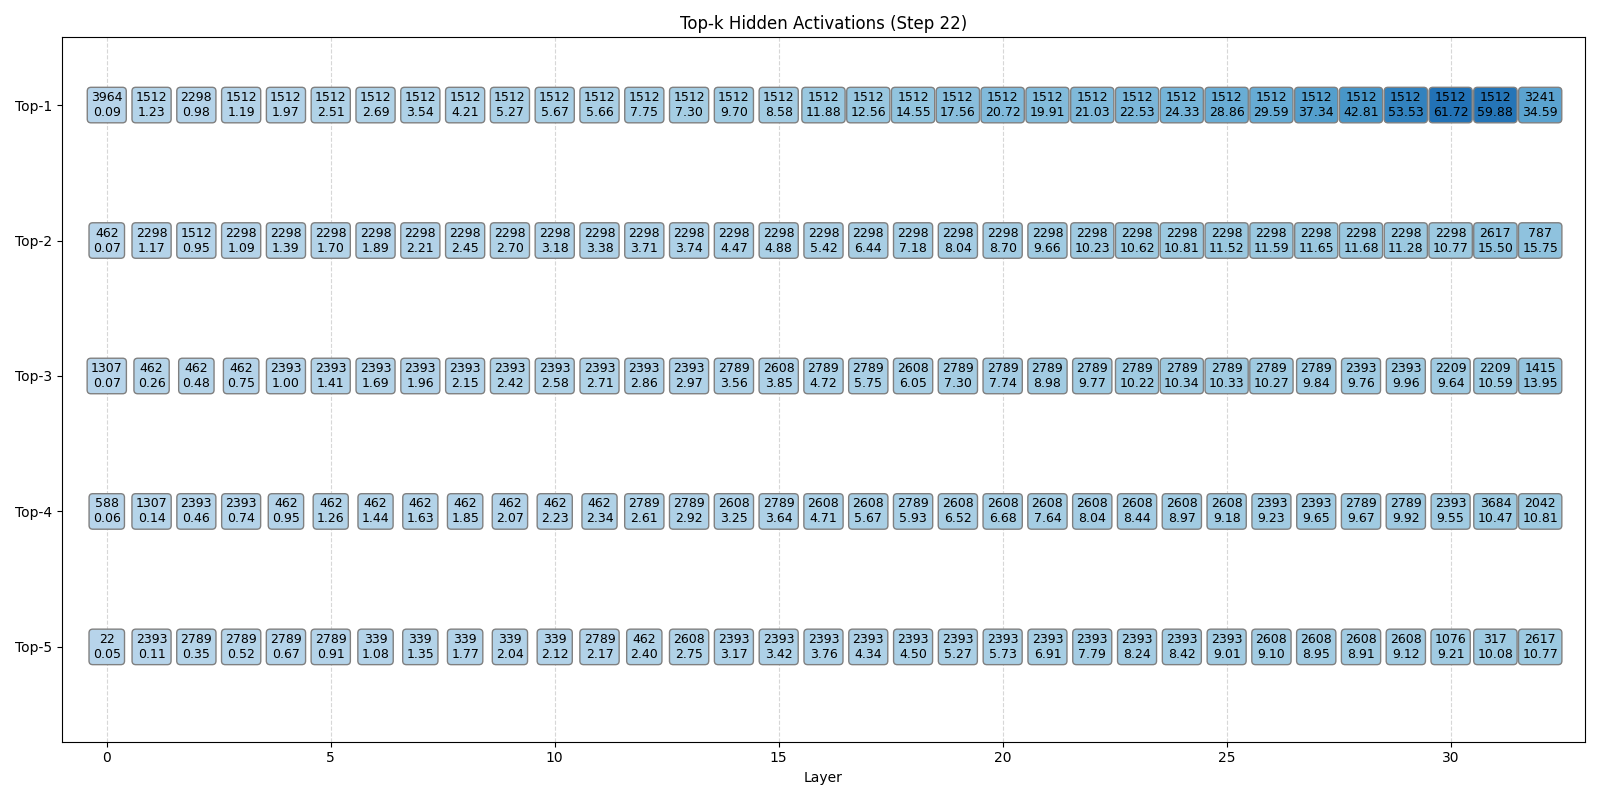 Top-k Hidden Activations (Step 22)
Top-1
3964 1512 2298 1512 1512 1512 1512 1512 1512 1512 1512 1512 1512 1512 1512 1512 1512 1512 1512 1512 1512 1512 1512 1512 1512 1512 1512 1512 1512 1512 1512 1512 3241
0.09 1.23 0.98 1.19 1.97 2.51 2.69 3.54 4.21 5.27 5.67 5.66 7.75 7.30 9.70 8.58 11.88 12.56 14.55 17.56 20.72 19.91 21.03 22.53 24.33 28.86 29.59 37.34 42.81 53.53 61.72 59.88 34.59
Top-2
462 2298 1512 2298 2298 2298 2298 2298 2298 2298 2298 2298 2298 2298 2298 2298 2298 2298 2298 2298 2298 2298 2298 2298 2298 2298 2298 2298 2298 2298 2298 2617 787
0.07 1.17 0.95 1.09 1.39 1.70 1.89 2.21 2.45 2.70 3.18 3.38 3.71 3.74 4.47 4.88 5.42 6.44 7.18 8.04 8.70 9.66 10.23 10.62 10.81 11.52 11.59 11.65 11.68 11.28 10.77 15.50 15.75
Top-3
1307 462 462 462 2393 2393 2393 2393 2393 2393 2393 2393 2393 2393 2789 2608 2789 2789 2608 2789 2789 2789 2789 2789 2789 2789 2789 2789 2393 2393 2209 2209 1415
0.07 0.26 0.48 0.75 1.00 1.41 1.69 1.96 2.15 2.42 2.58 2.71 2.86 2.97 3.56 3.85 4.72 5.75 6.05 7.30 7.74 8.98 9.77 10.22 10.34 10.33 10.27 9.84 9.76 9.96 9.64 10.59 13.95
Top-4
588 1307 2393 2393 462 462 462 462 462 462 462 462 2789 2789 2608 2789 2608 2608 2789 2608 2608 2608 2608 2608 2608 2608 2393 2393 2789 2789 2393 3684 2042
0.06 0.14 0.46 0.74 0.95 1.26 1.44 1.63 1.85 2.07 2.23 2.34 2.61 2.92 3.25 3.64 4.71 5.67 5.93 6.52 6.68 7.64 8.04 8.44 8.97 9.18 9.23 9.65 9.67 9.92 9.55 10.47 10.81
Top-5
22 2393 2789 2789 2789 2789 339 339 339 339 339 2789 462 2608 2393 2393 2393 2393 2393 2393 2393 2393 2393 2393 2393 2393 2608 2608 2608 2608 1076 317 2617
0.05 0.11 0.35 0.52 0.67 0.91 1.08 1.35 1.77 2.04 2.12 2.17 2.40 2.75 3.17 3.42 3.76 4.34 4.50 5.27 5.73 6.91 7.79 8.24 8.42 9.01 9.10 8.95 8.91 9.12 9.21 10.08 10.77
0 5 10 15 20 25 30
Layer